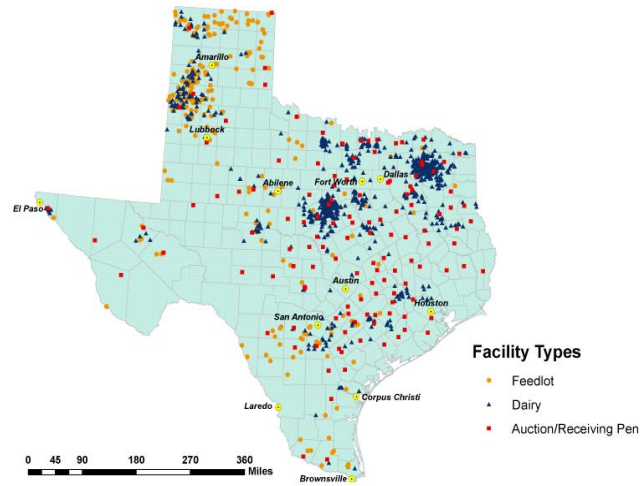 Amarillo
Lubbock
Abilene
Fort Worth
Dallas
El Paso
Austin
Houston
San Antonio
Facility Types
Feedlot
Dairy
Auction/Receiving Pen
Corpus Christi
Laredo
0 45 90 180 270 360
Miles
Brownsville